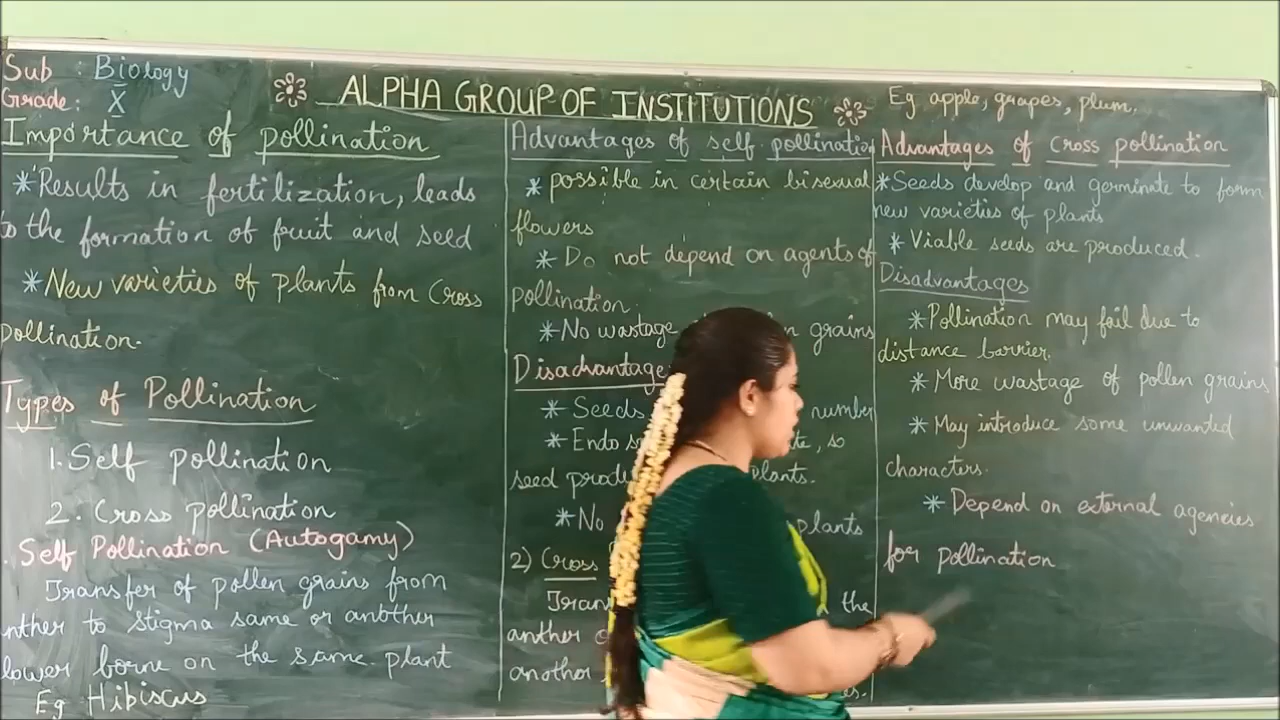 Sub : Biology
Grade: X
ALPHA GROUP OF INSTITUTIONS
Importance of pollination
*Results in fertilization, leads
to the formation of fruit and seed
*New varieties of plants from Cross
pollination.
Types of Pollination
1. Self pollination
2. Cross pollination
Self Pollination (Autogamy)
Transfer of pollen grains from
nther to stigma same or another
lower borne on the same plant
Eg Hibiscus
Advantages of self pollination
* possible in certain bisexual
flowers
* Do not depend on agents of
pollination.
*No wastage grains
Disadvantage
* Seeds number
* Endo so
seed plants.
*No plants
2) Cross
the
anther
another
Eg apple, grapes, plum.
Advantages of cross pollination
*Seeds develop and germinate to form
new varieties of plants
* Viable seeds are produced.
Disadvantages
*Pollination may fail due to
distance barrier.
* More wastage of pollen grains
* May introduce some unwanted
characters.
* Depend on external agencies
for pollination